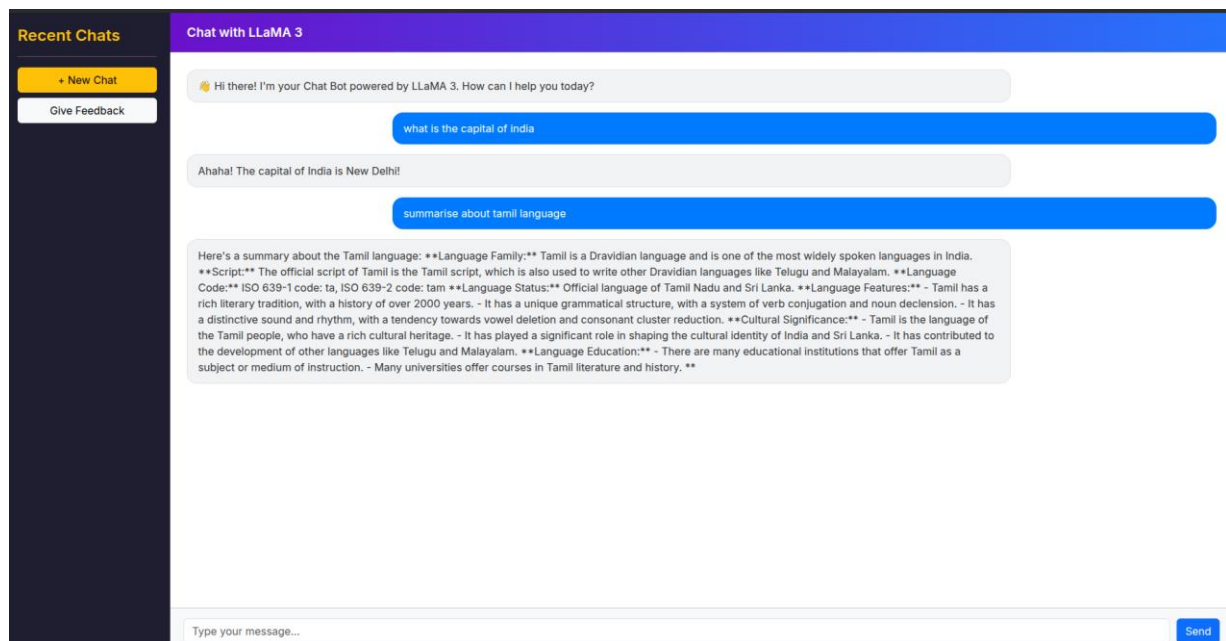 Recent Chats
+ New Chat
Give Feedback
Chat with LLaMA 3
👋 Hi there! I'm your Chat Bot powered by LLaMA 3. How can I help you today?
what is the capital of india
Ahaha! The capital of India is New Delhi!
summarise about tamil language
Here's a summary about the Tamil language: **Language Family:** Tamil is a Dravidian language and is one of the most widely spoken languages in India.
**Script:** The official script of Tamil is the Tamil script, which is also used to write other Dravidian languages like Telugu and Malayalam. **Language
Code:** ISO 639-1 code: ta, ISO 639-2 code: tam **Language Status:** Official language of Tamil Nadu and Sri Lanka. **Language Features:** - Tamil has a
rich literary tradition, with a history of over 2000 years. - It has a unique grammatical structure, with a system of verb conjugation and noun declension. - It has
a distinctive sound and rhythm, with a tendency towards vowel deletion and consonant cluster reduction. **Cultural Significance:** - Tamil is the language of
the Tamil people, who have a rich cultural heritage. - It has played a significant role in shaping the cultural identity of India and Sri Lanka. - It has contributed to
the development of other languages like Telugu and Malayalam. **Language Education:** - There are many educational institutions that offer Tamil as a
subject or medium of instruction. - Many universities offer courses in Tamil literature and history. **
Type your message...
Send